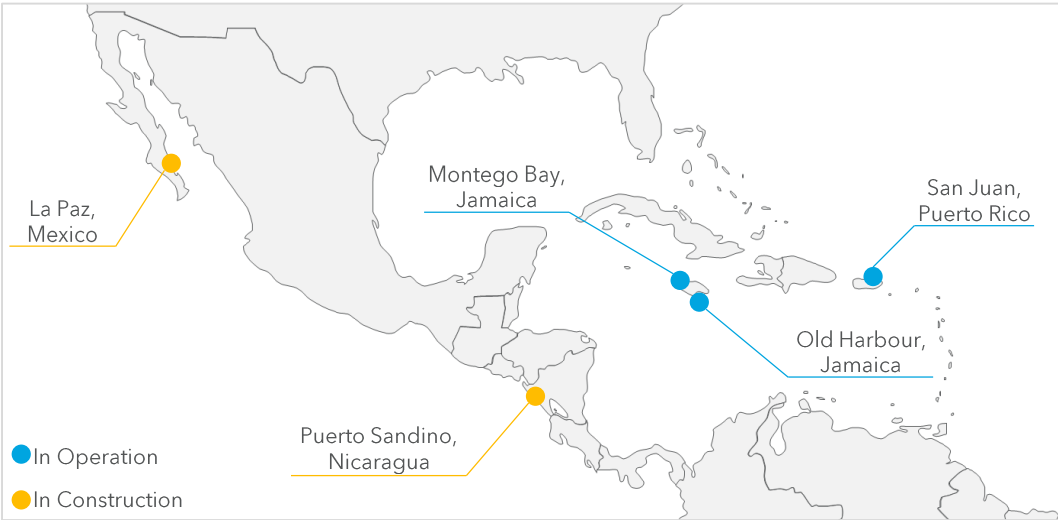 Montego Bay,
Jamaica
San Juan,
Puerto Rico
La Paz,
Mexico
Old Harbour,
Jamaica
Puerto Sandino,
Nicaragua
In Operation
In Construction